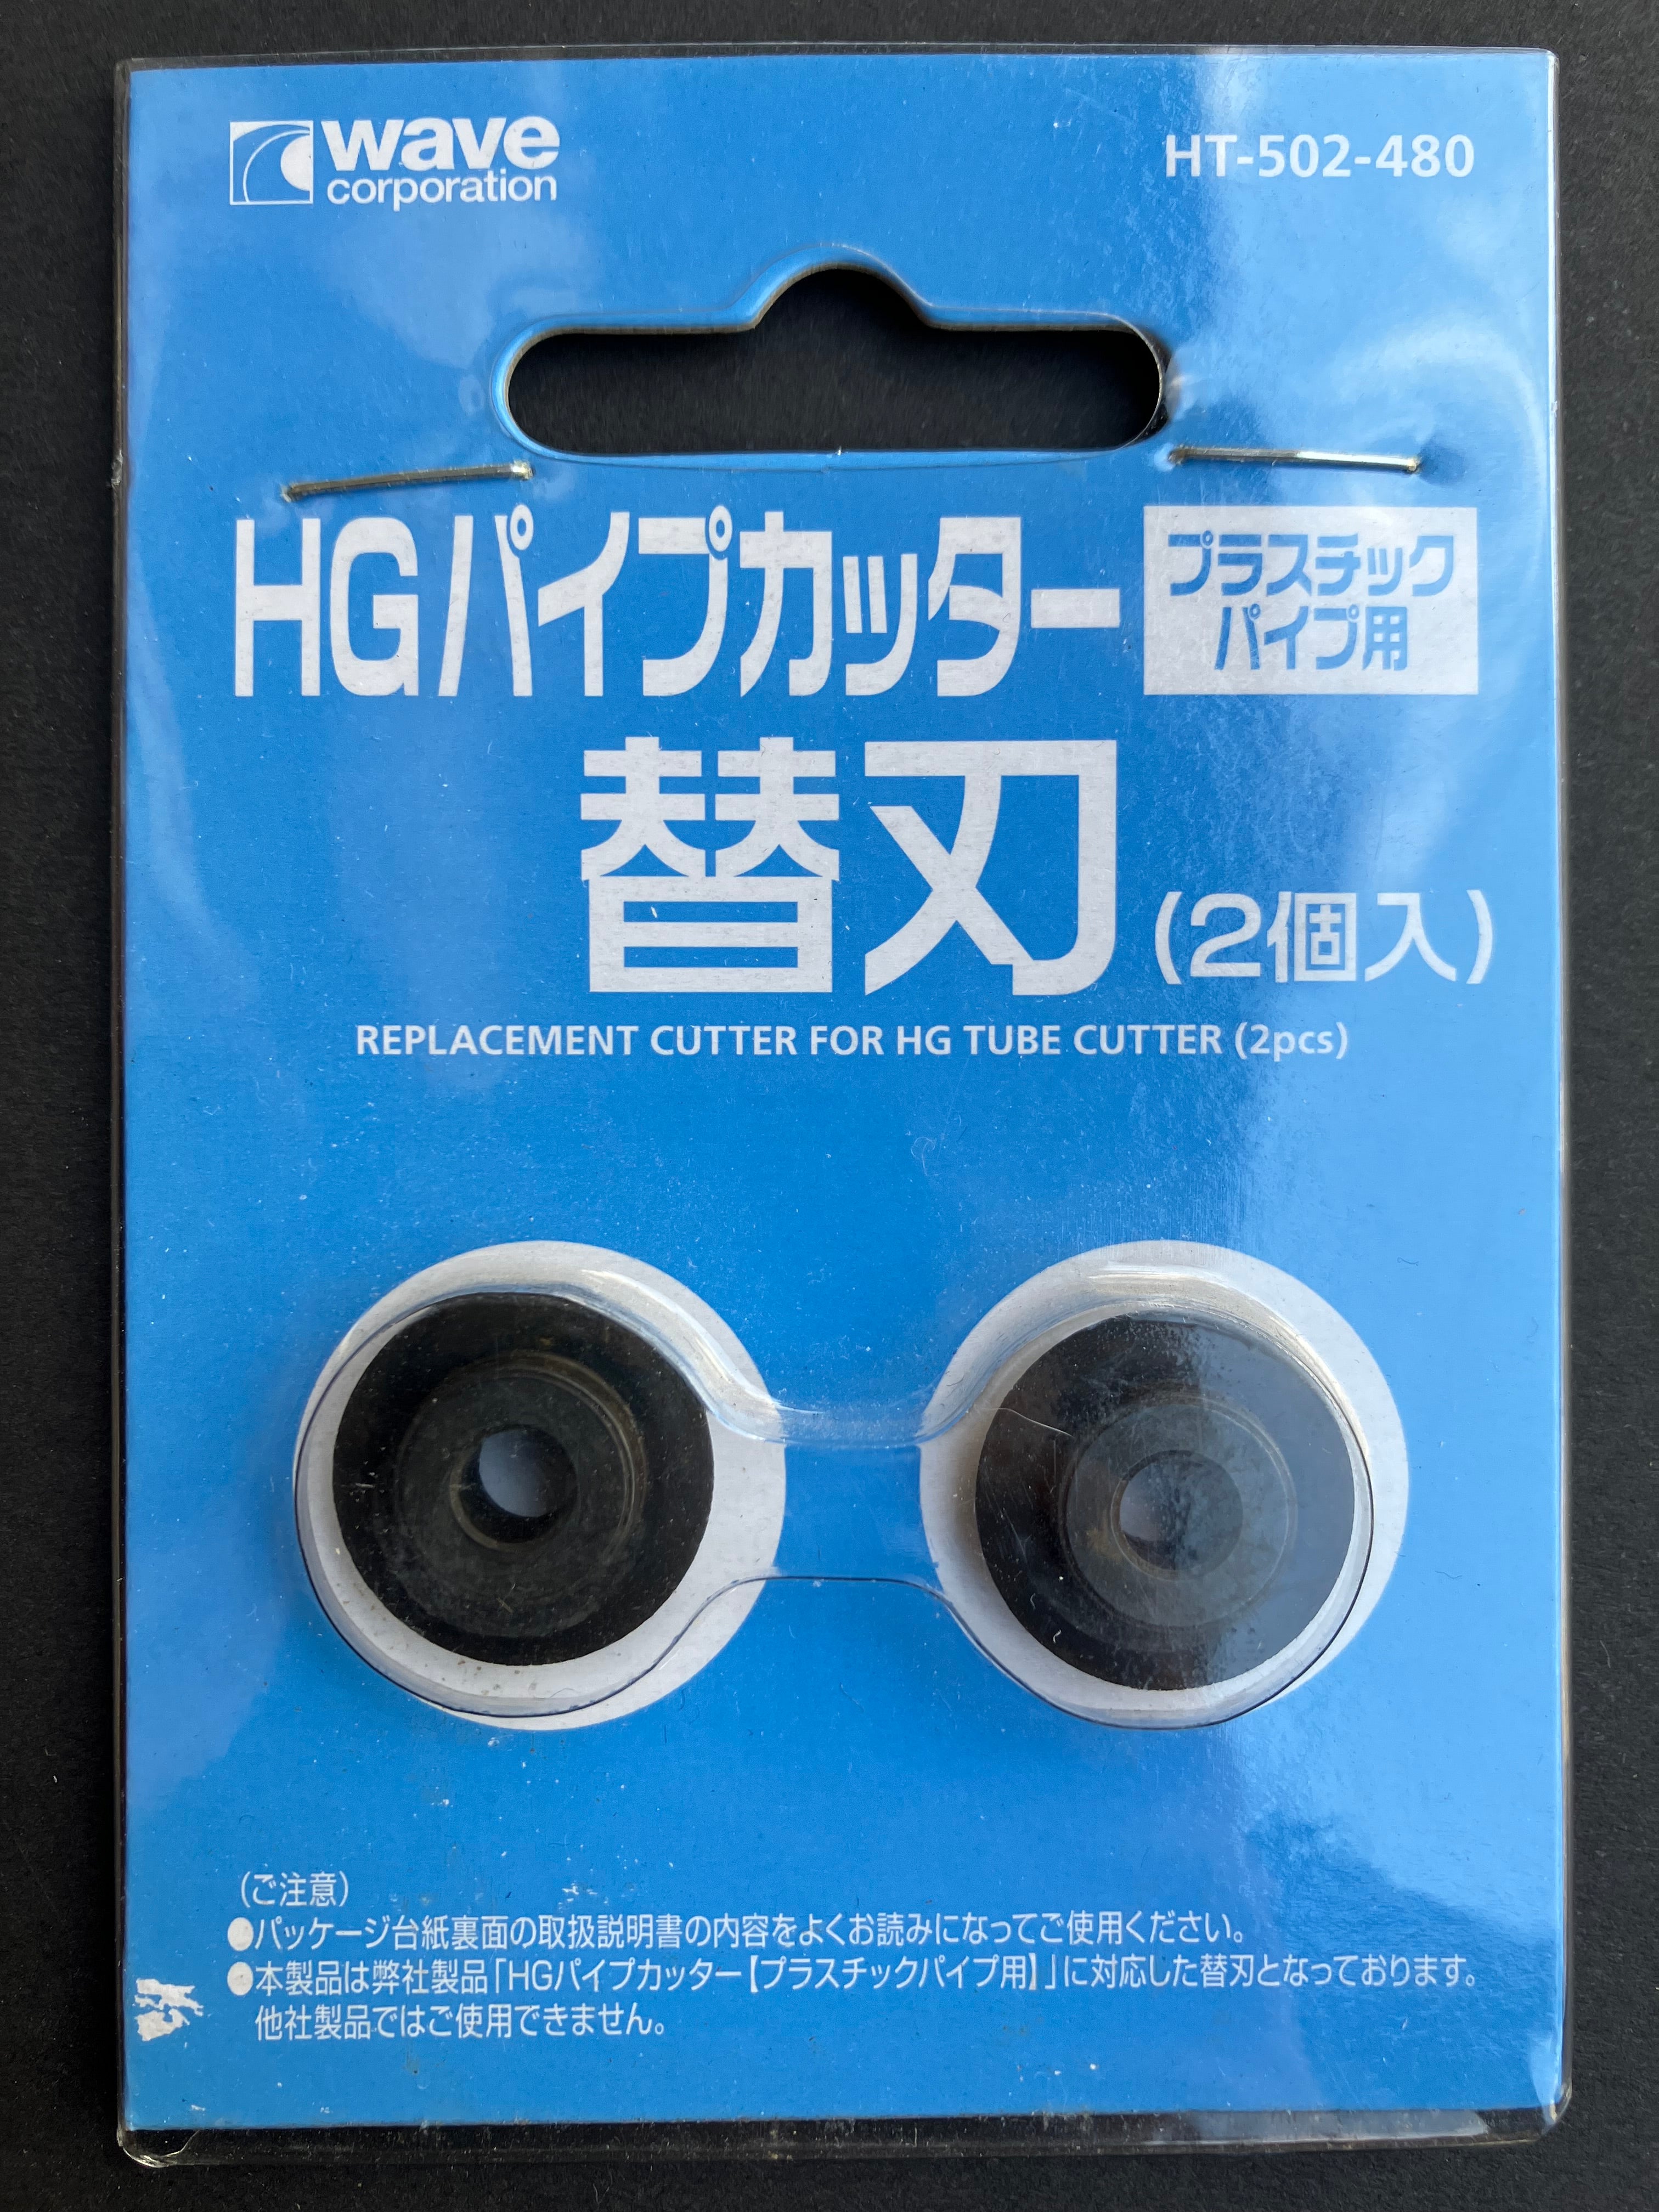 wave
corporation
HT-502-480
HGパイプカッター
プラスチック
パイプ用
替刃
(2個入)
REPLACEMENT CUTTER FOR HG TUBE CUTTER (2pcs)
(ご注意)
●パッケージ台紙裏面の取扱説明書の内容をよくお読みになってご使用ください。
●本製品は弊社製品「HGパイプカッター【プラスチックパイプ用】」に対応した替刃となっております。
他社製品ではご使用できません。